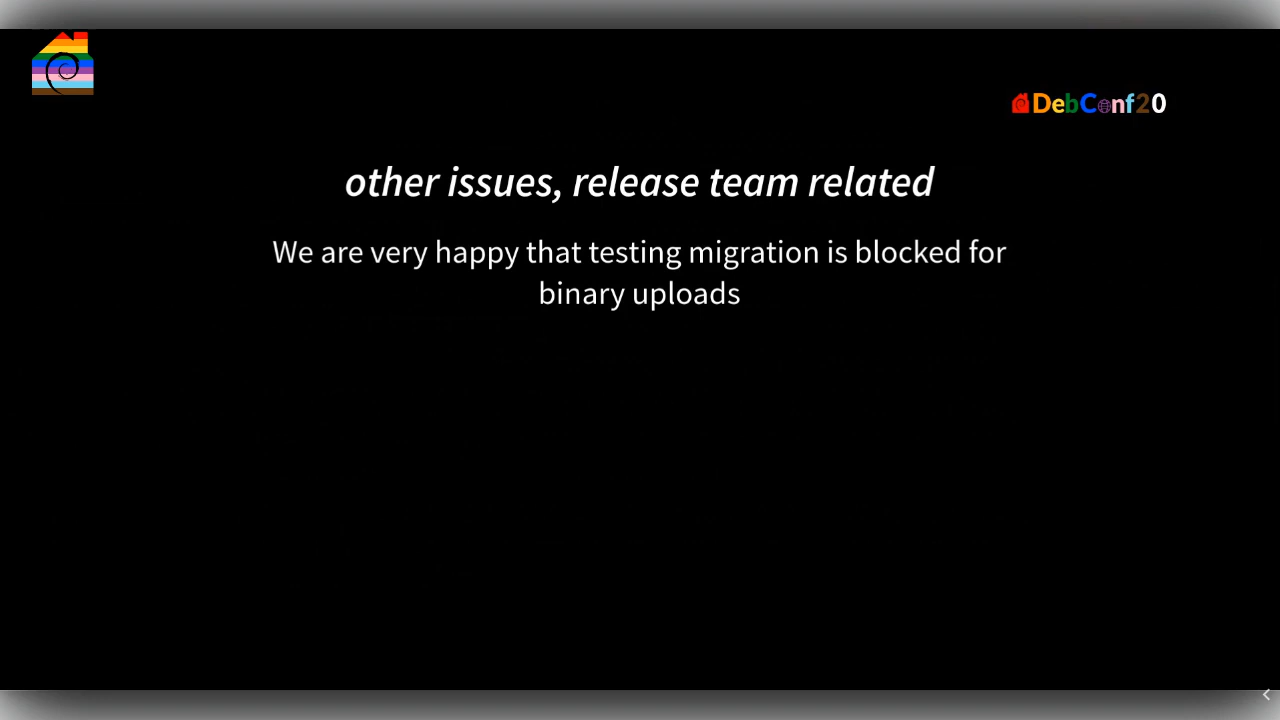 DebConf20
other issues, release team related
We are very happy that testing migration is blocked for
binary uploads